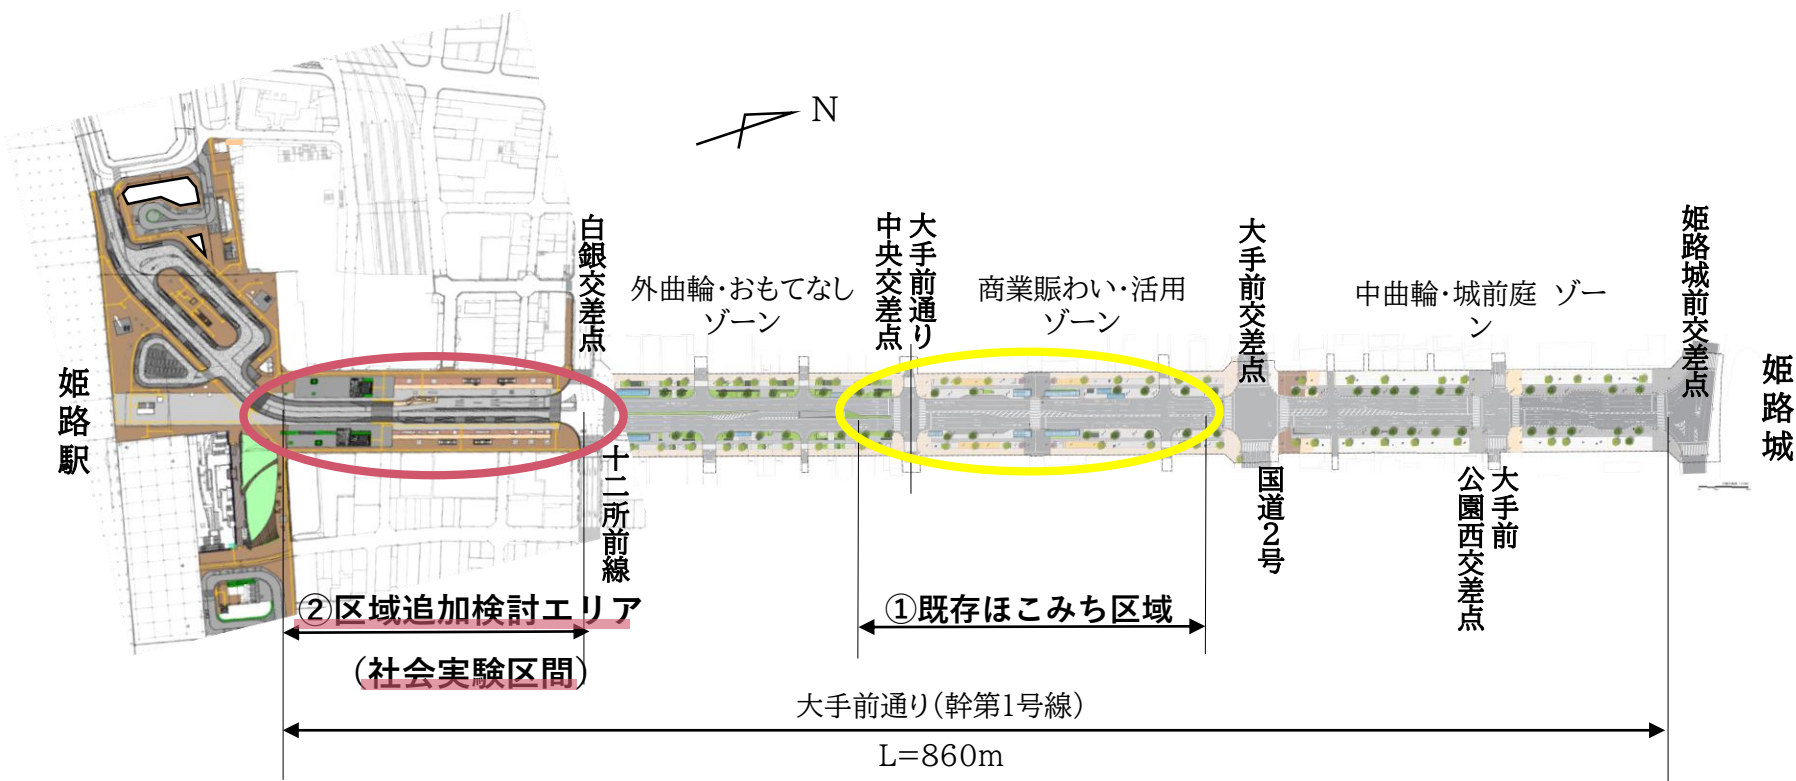 N
白銀交差点
外曲輪・おもてなし
ゾーン
大手前通り
中央交差点
商業賑わい・活用
ゾーン
大手前交差点
中曲輪・城前庭 ゾー
ン
姫路城前交差点
姫路駅
姫路城
十二所前線
国道2号
大手前
公園西交差点
②区域追加検討エリア
(社会実験区間)
①既存ほこみち区域
大手前通り(幹第1号線)
L=860m